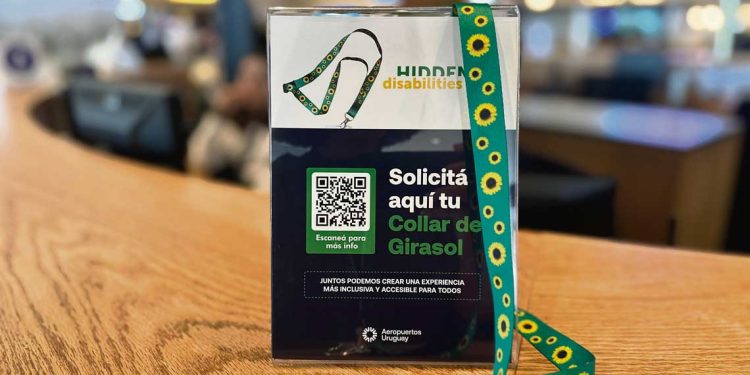 HIDDEN
disabilities
Solicitá
aquí tu
Collar de
Girasol
Escaneá para
más info
JUNTOS PODEMOS CREAR UNA EXPERIENCIA
MÁS INCLUSIVA Y ACCESIBLE PARA TODOS
Aeropuertos
Uruguay